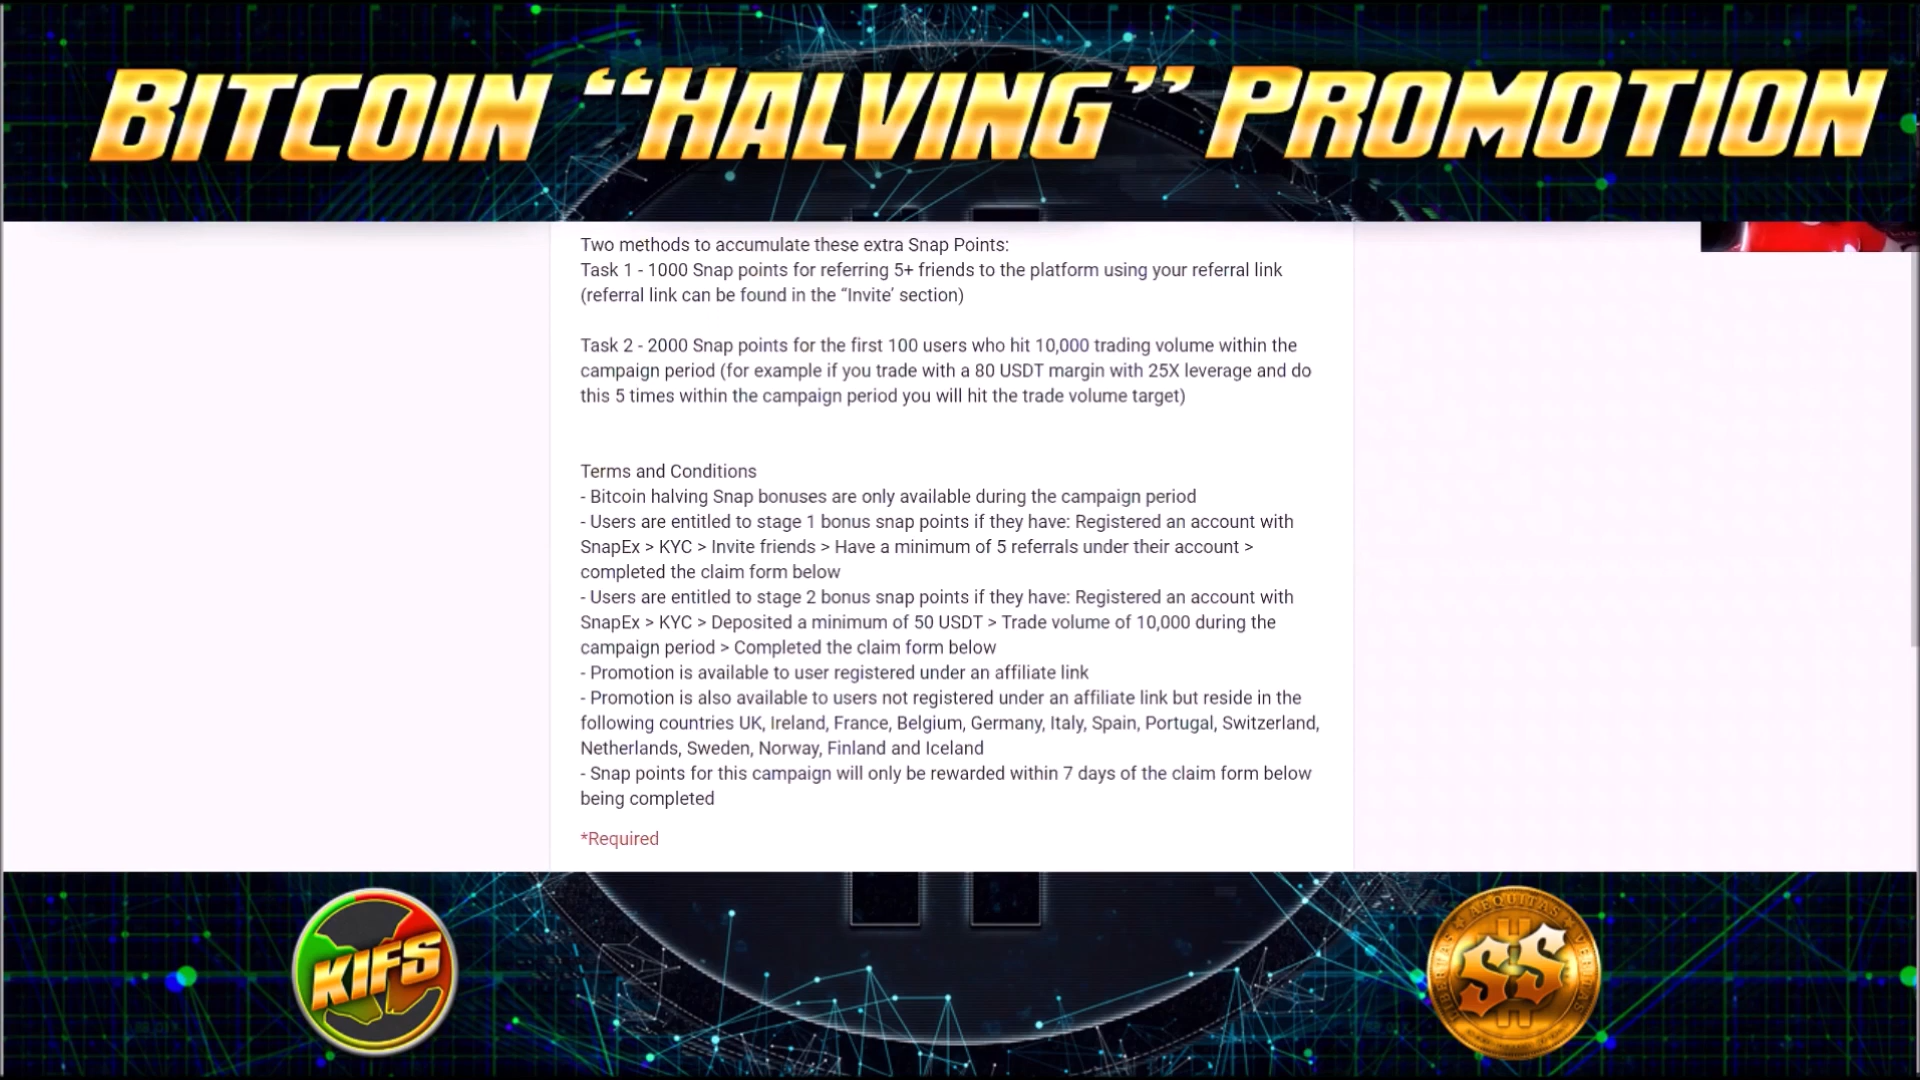 BITCOIN “HALVING” PROMOTION
Two methods to accumulate these extra Snap Points:
Task 1 - 1000 Snap points for referring 5+ friends to the platform using your referral link
(referral link can be found in the “Invite’ section)
Task 2 - 2000 Snap points for the first 100 users who hit 10,000 trading volume within the
campaign period (for example if you trade with a 80 USDT margin with 25X leverage and do
this 5 times within the campaign period you will hit the trade volume target)
Terms and Conditions
- Bitcoin halving Snap bonuses are only available during the campaign period
- Users are entitled to stage 1 bonus snap points if they have: Registered an account with
SnapEx > KYC > Invite friends > Have a minimum of 5 referrals under their account >
completed the claim form below
- Users are entitled to stage 2 bonus snap points if they have: Registered an account with
SnapEx > KYC > Deposited a minimum of 50 USDT > Trade volume of 10,000 during the
campaign period > Completed the claim form below
- Promotion is available to user registered under an affiliate link
- Promotion is also available to users not registered under an affiliate link but reside in the
following countries UK, Ireland, France, Belgium, Germany, Italy, Spain, Portugal, Switzerland,
Netherlands, Sweden, Norway, Finland and Iceland
- Snap points for this campaign will only be rewarded within 7 days of the claim form below
being completed
*Required
KIFS
AEQUITAS
SS